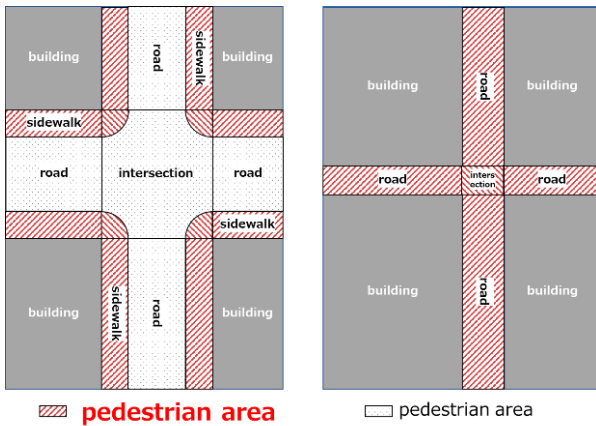 building
road
sidewalk
building
sidewalk
road
intersection
road
sidewalk
building
sidewalk
road
building
building
road
building
road
inters
ection
road
building
road
building
pedestrian area
pedestrian area